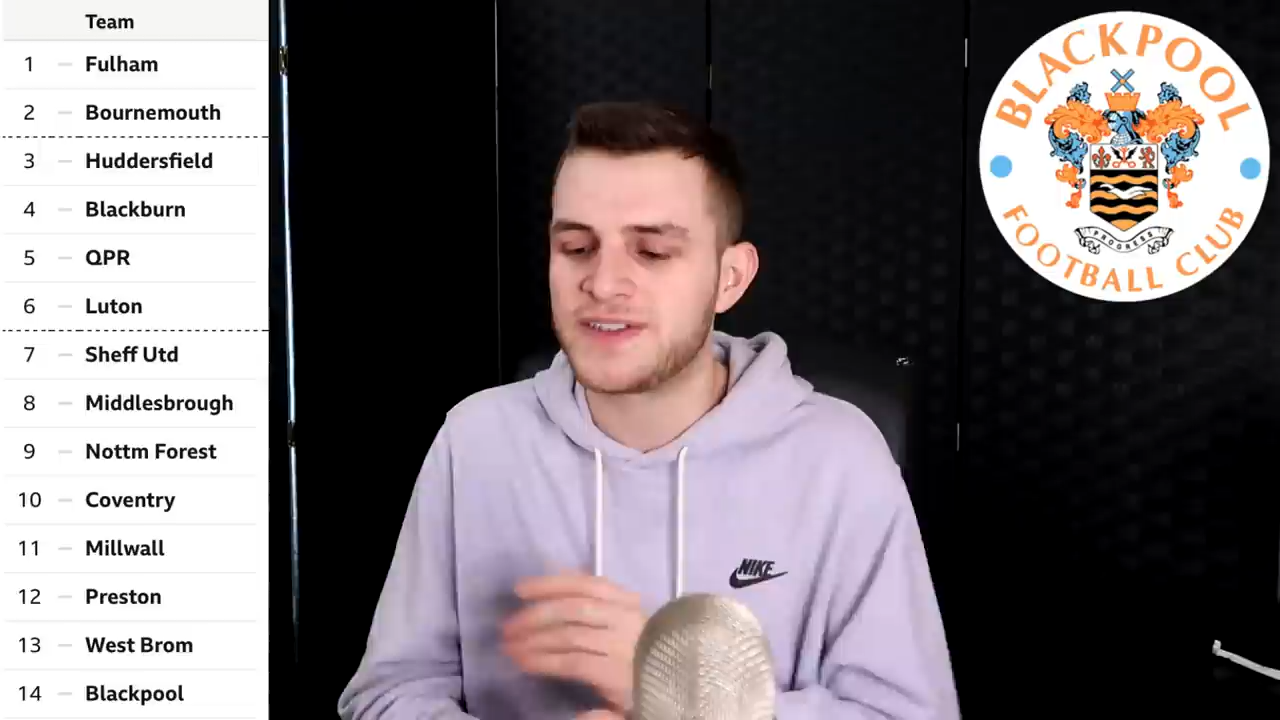 Team
1 Fulham
2 Bournemouth
3 Huddersfield
4 Blackburn
5 QPR
6 Luton
7 Sheff Utd
8 Middlesbrough
9 Nottm Forest
10 Coventry
11 Millwall
12 Preston
13 West Brom
14 Blackpool
BLACKPOOL
FOOTBALL CLUB
PROGRESS
NIKE